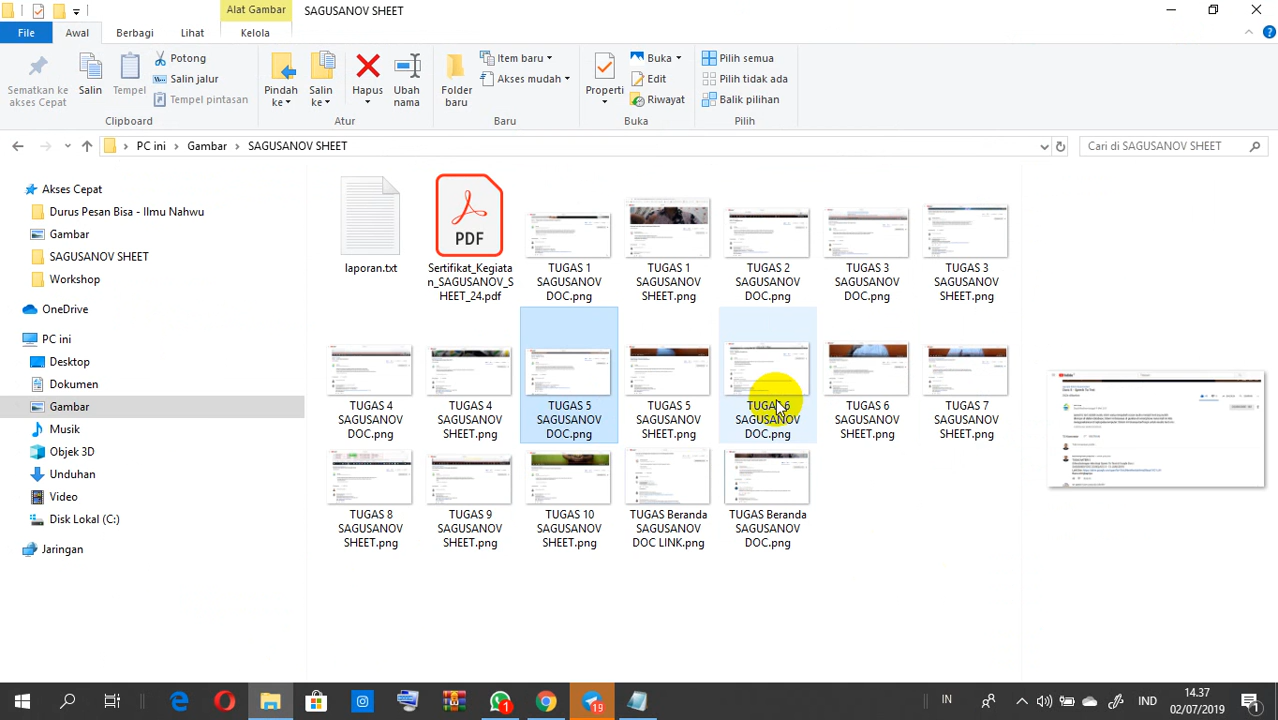 Alat Gambar
SAGUSANOV SHEET
File
Awal
Berbagi
Lihat
Kelola
Sematkan ke
akses Cepat
Salin
Tempel
Potong
Salin jalur
Tempel pintasan
Clipboard
Pindah
ke
Salin
ke
Hapus
Ubah
nama
Atur
Folder
baru
Item baru
Akses mudah
Baru
Properti
Buka
Edit
Riwayat
Buka
Pilih semua
Pilih tidak ada
Balik pilihan
Pilih
PC ini
Gambar
SAGUSANOV SHEET
Cari di SAGUSANOV SHEET
Akses Cepat
Durus Pesan Bisa - Ilmu Nahwu
Gambar
SAGUSANOV SHEET
Workshop
OneDrive
PC ini
Desktop
Dokumen
Gambar
Musik
Objek 3D
Unduhan
Video
Disk Lokal (C:)
Jaringan
PDF
laporan.txt
Sertifikat_Kegiata
n_SAGUSANOV_S
HEET_24.pdf
TUGAS 1
SAGUSANOV
DOC.png
TUGAS 1
SAGUSANOV
SHEET.png
TUGAS 2
SAGUSANOV
DOC.png
TUGAS 3
SAGUSANOV
DOC.png
TUGAS 3
SAGUSANOV
SHEET.png
TUGAS 4
SAGUSANOV
DOC.png
TUGAS 4
SAGUSANOV
SHEET.png
TUGAS 5
SAGUSANOV
DOC.png
TUGAS 5
SAGUSANOV
SHEET.png
TUGAS 6
SAGUSANOV
DOC.png
TUGAS 6
SAGUSANOV
SHEET.png
TUGAS 7
SAGUSANOV
SHEET.png
TUGAS 8
SAGUSANOV
SHEET.png
TUGAS 9
SAGUSANOV
SHEET.png
TUGAS 10
SAGUSANOV
SHEET.png
TUGAS Beranda
SAGUSANOV
DOC LINK.png
TUGAS Beranda
SAGUSANOV
DOC.png
1
19
IN
IND
14.37
02/07/2019
1